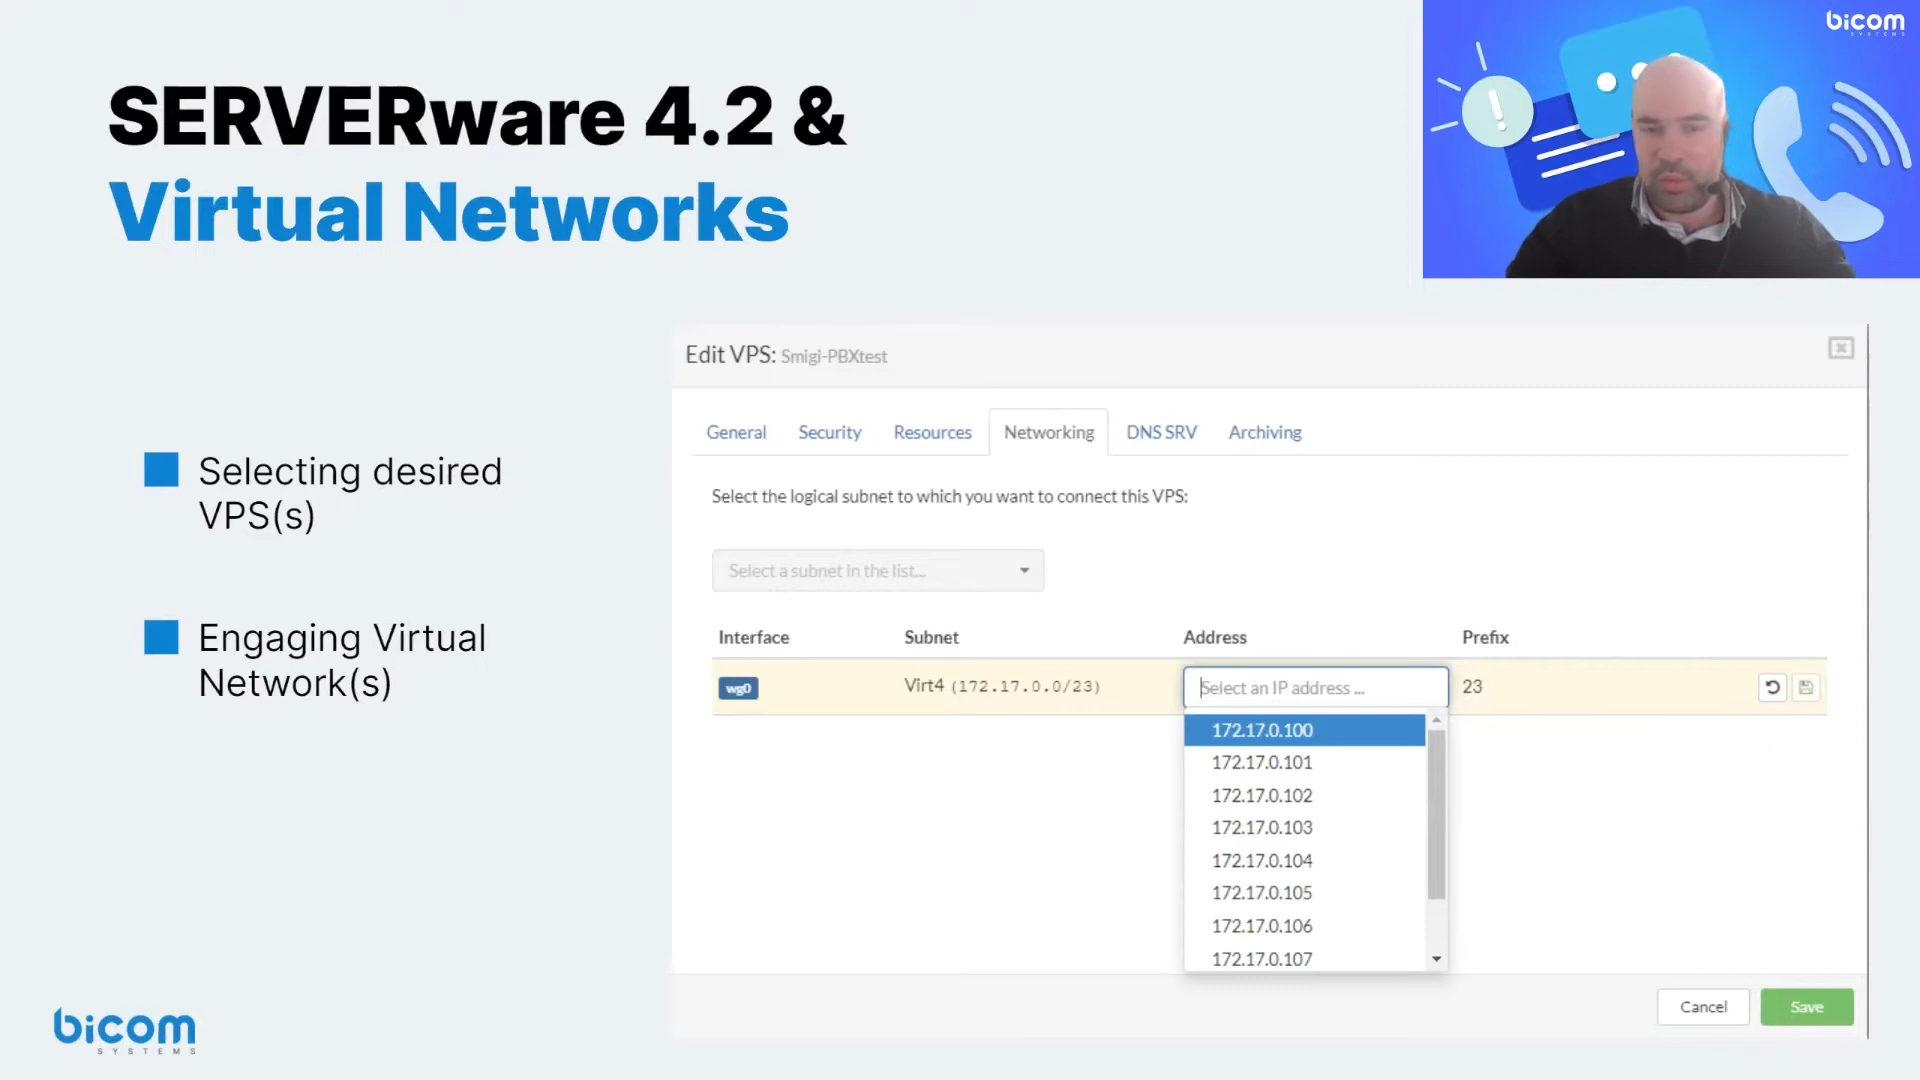 bicom
SYSTEMS
SERVERware 4.2 &
Virtual Networks
Selecting desired
VPS(s)
Engaging Virtual
Network(s)
Edit VPS: Smigi-PBXtest
General Security Resources Networking DNS SRV Archiving
Select the logical subnet to which you want to connect this VPS:
Select a subnet in the list...
Interface Subnet Address Prefix
wg0 Virt4 (172.17.0.0/23) Select an IP address ... 23
172.17.0.100
172.17.0.101
172.17.0.102
172.17.0.103
172.17.0.104
172.17.0.105
172.17.0.106
172.17.0.107
Cancel Save
bicom
SYSTEMS